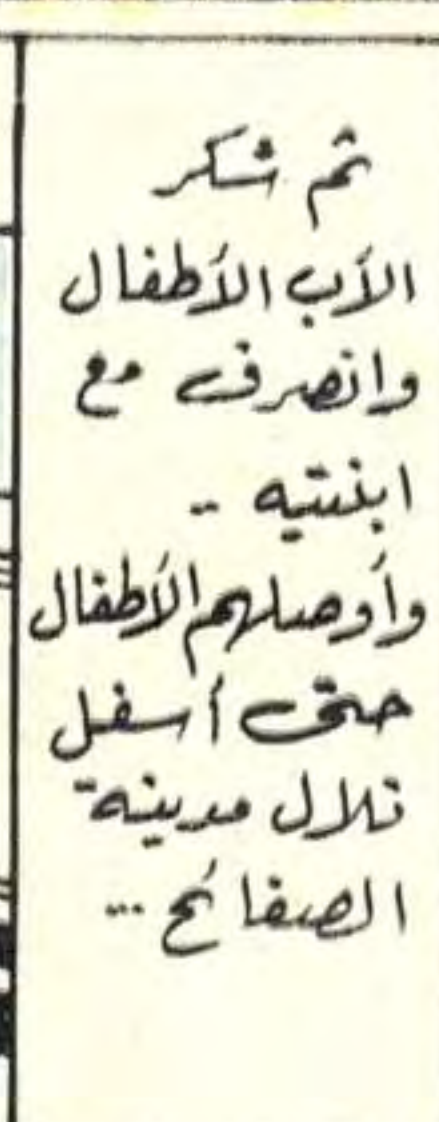 ثم شكر
الأب الأطفال
وانصرف مع
ابنتيه ..
وأوصلهم الأطفال
حتى أسفل
تلال مدينة
الصفائح ...